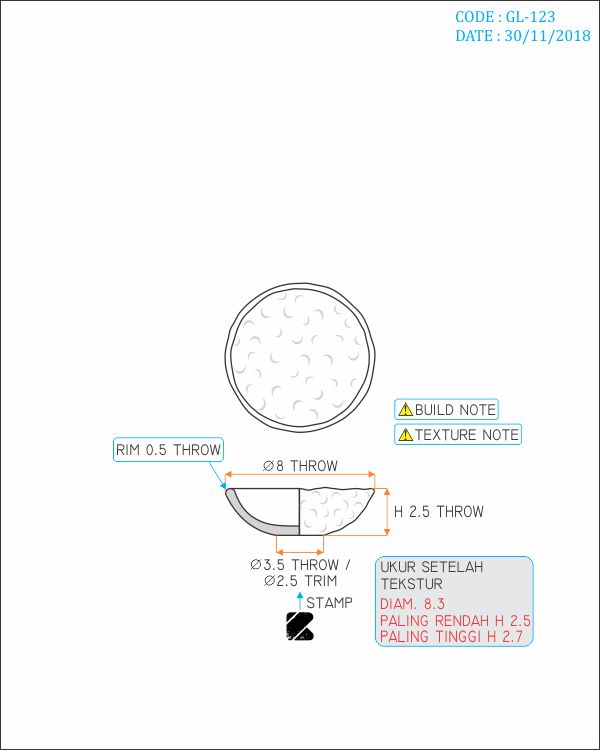 CODE : GL-123
DATE : 30/11/2018
BUILD NOTE
TEXTURE NOTE
RIM 0.5 THROW
∅8 THROW
H 2.5 THROW
∅3.5 THROW /
∅2.5 TRIM
STAMP
UKUR SETELAH
TEKSTUR
DIAM. 8.3
PALING RENDAH H 2.5
PALING TINGGI H 2.7